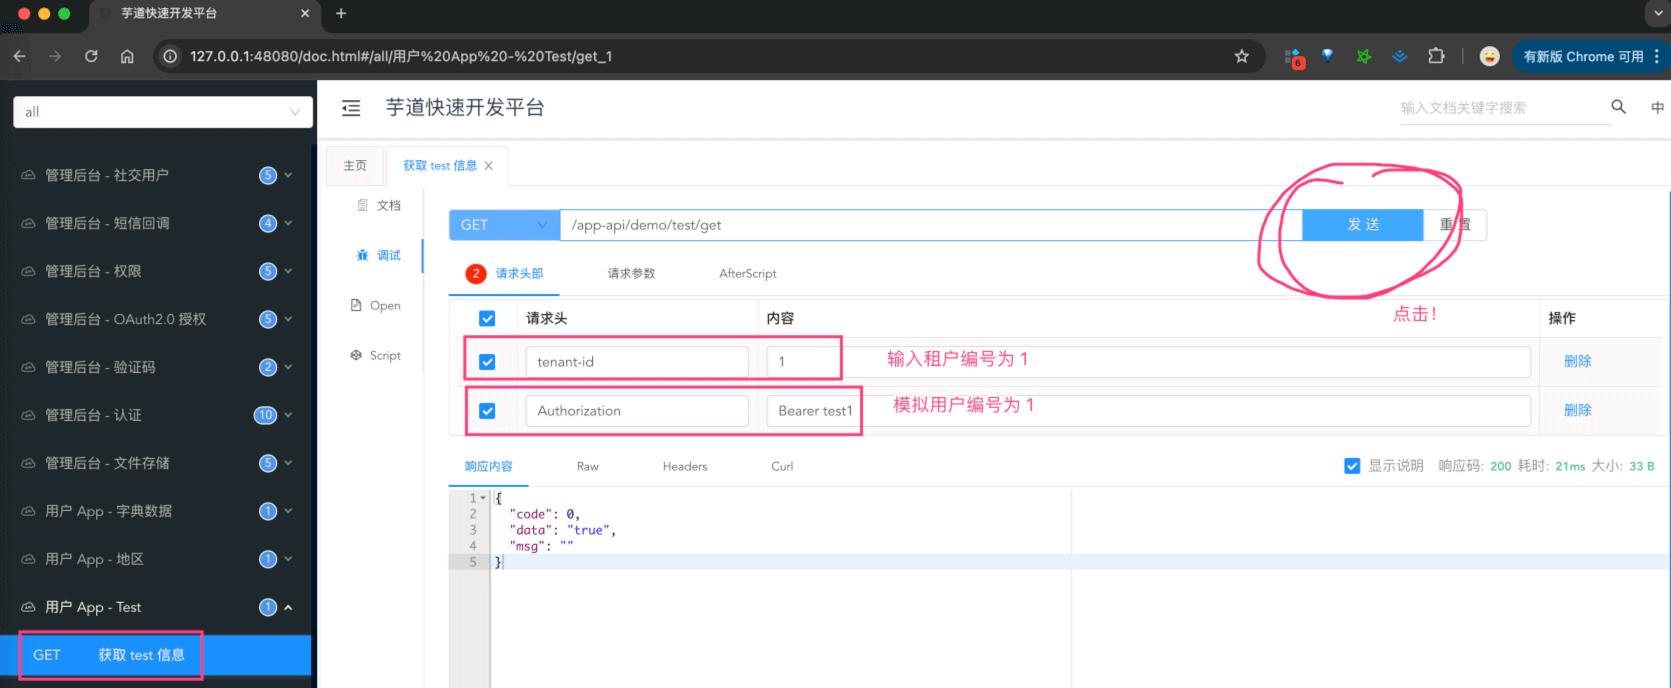 芋道快速开发平台
127.0.0.1:48080/doc.html#/all/用户%20App%20-%20Test/get_1
6
有新版 Chrome 可用
all
芋道快速开发平台
输入文档关键字搜索
中
管理后台 - 社交用户 5
管理后台 - 短信回调 4
管理后台 - 权限 5
管理后台 - OAuth2.0 授权 5
管理后台 - 验证码 2
管理后台 - 认证 10
管理后台 - 文件存储 5
用户 App - 字典数据 1
用户 App - 地区 1
用户 App - Test 1
GET 获取 test 信息
主页 获取 test 信息
文档
调试
Open
Script
GET /app-api/demo/test/get 发 送 重 置
2 请求头部 请求参数 AfterScript
点击！
请求头 内容 操作
tenant-id 1 输入租户编号为 1 删除
Authorization Bearer test1 模拟用户编号为 1 删除
响应内容 Raw Headers Curl 显示说明 响应码: 200 耗时: 21ms 大小: 33 B
1 {
2 "code": 0,
3 "data": "true",
4 "msg": ""
5 }